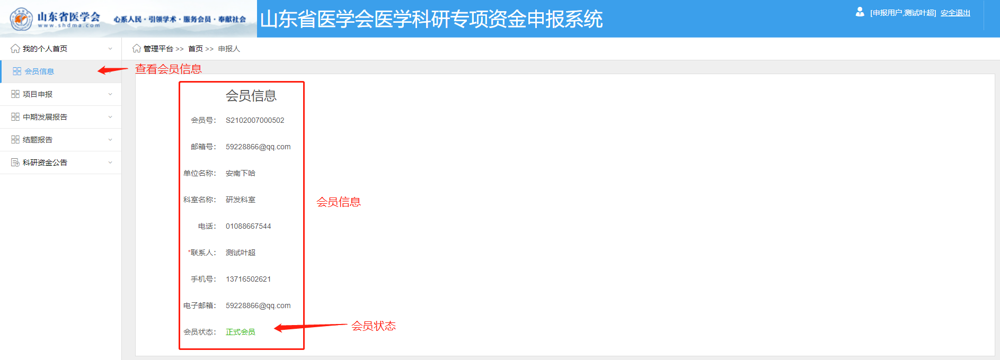 山东省医学会
www.shdma.com
心系人民·引领学术·服务会员·奉献社会
山东省医学会医学科研专项资金申报系统
[申报用户,测试叶超] 安全退出
我的个人首页
管理平台 >> 首页 >> 申报人
会员信息
查看会员信息
项目申报
中期发展报告
结题报告
科研资金公告
会员信息
会员号： S2102007000502
邮箱号： 59228866@qq.com
单位名称： 安南下哈
科室名称： 研发科室
会员信息
电话： 01088667544
*联系人： 测试叶超
手机号： 13716502621
电子邮箱： 59228866@qq.com
会员状态： 正式会员
会员状态